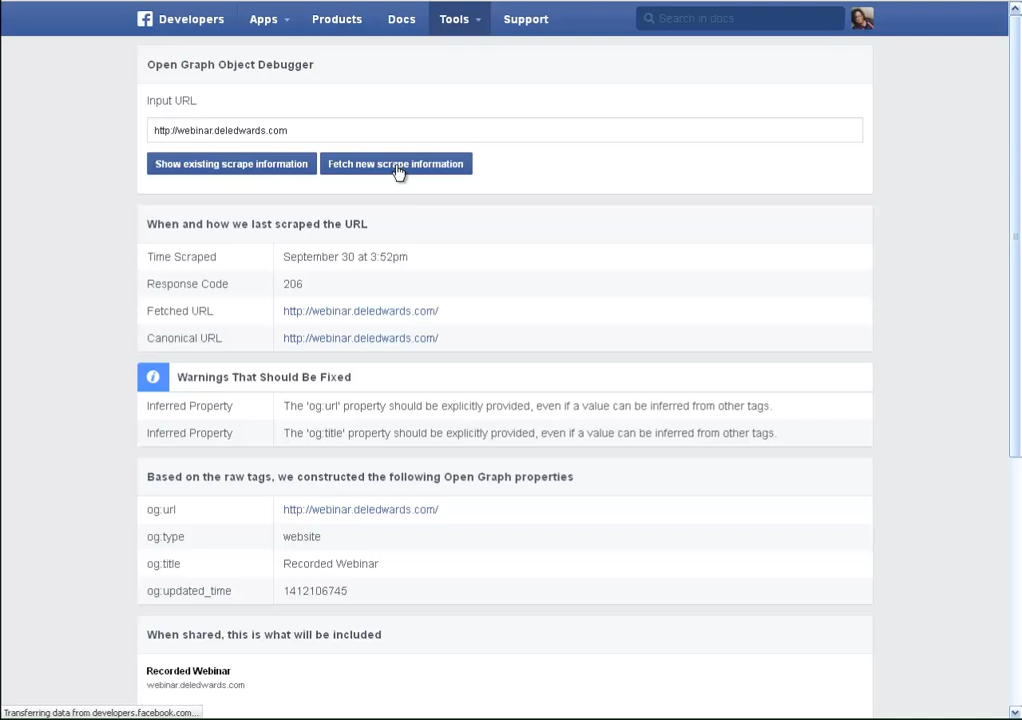 Developers Apps Products Docs Tools Support Search in docs
Open Graph Object Debugger
Input URL
http://webinar.deledwards.com
Show existing scrape information Fetch new scrape information
When and how we last scraped the URL
Time Scraped September 30 at 3:52pm
Response Code 206
Fetched URL http://webinar.deledwards.com/
Canonical URL http://webinar.deledwards.com/
Warnings That Should Be Fixed
Inferred Property The 'og:url' property should be explicitly provided, even if a value can be inferred from other tags.
Inferred Property The 'og:title' property should be explicitly provided, even if a value can be inferred from other tags.
Based on the raw tags, we constructed the following Open Graph properties
og:url http://webinar.deledwards.com/
og:type website
og:title Recorded Webinar
og:updated_time 1412106745
When shared, this is what will be included
Recorded Webinar
webinar.deledwards.com
Transferring data from developers.facebook.com...